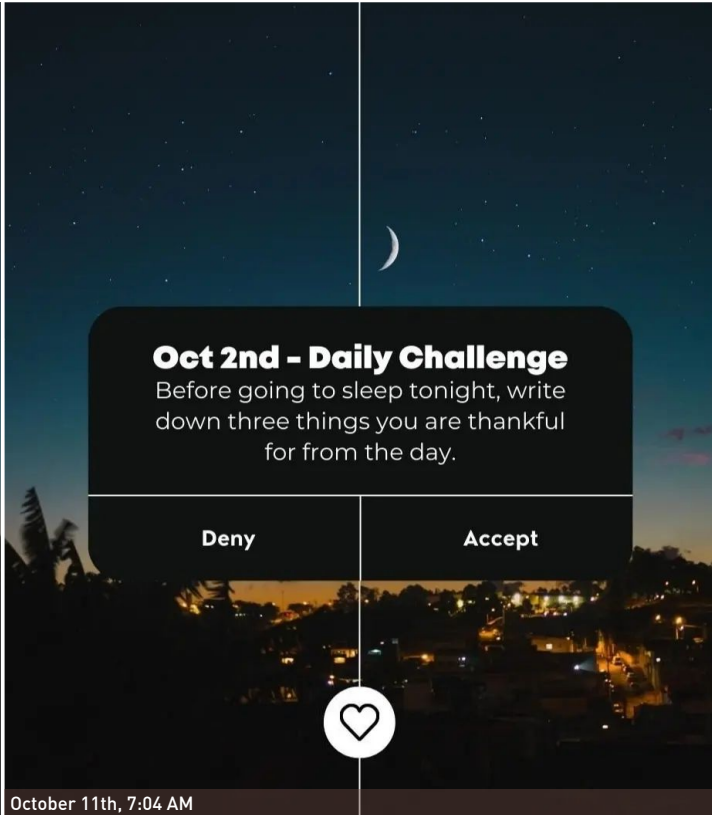 Oct 2nd - Daily Challenge
Before going to sleep tonight, write
down three things you are thankful
for from the day.
Deny
Accept
October 11th, 7:04 AM